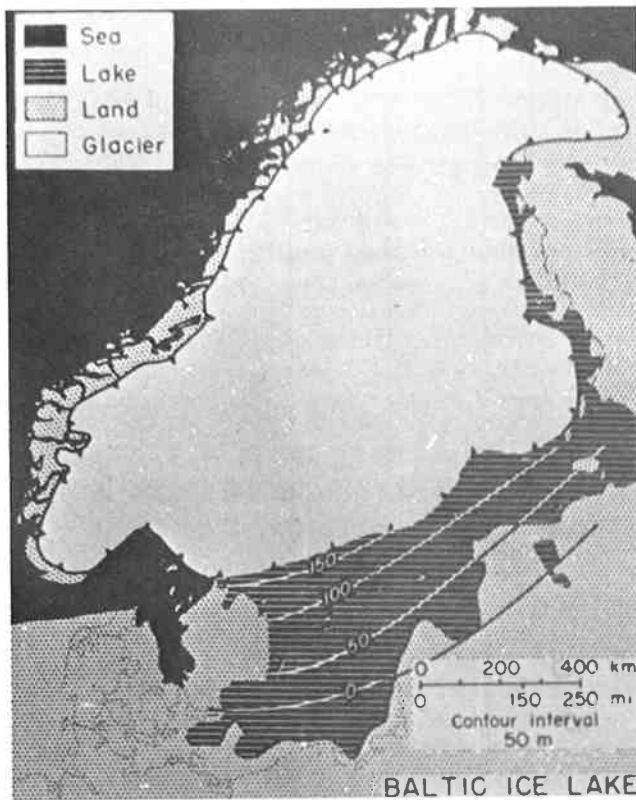 Sea
Lake
Land
Glacier
150
100
50
0
0 200 400 km
0 150 250 mi
Contour interval
50 m
BALTIC ICE LAKE